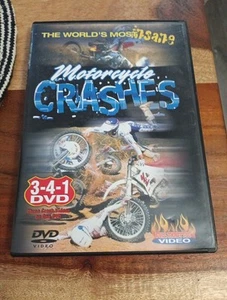 THE WORLD'S MOST insane
Motorcycle
CRASHES
3-4-1
DVD
DVD
VIDEO
VIDEO